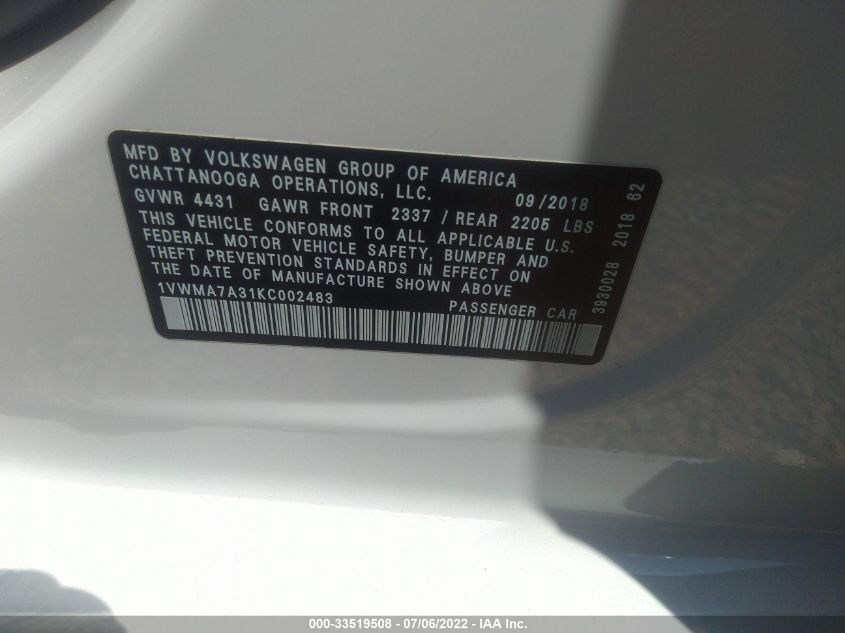 MFD BY VOLKSWAGEN GROUP OF AMERICA
CHATTANOOGA OPERATIONS, LLC.
09/2018
GVWR 4431 GAWR FRONT 2337 / REAR 2205 LBS
THIS VEHICLE CONFORMS TO ALL APPLICABLE U.S.
FEDERAL MOTOR VEHICLE SAFETY, BUMPER AND
THEFT PREVENTION STANDARDS IN EFFECT ON
THE DATE OF MANUFACTURE SHOWN ABOVE
1VWMA7A31KC002483
PASSENGER CAR
3930028 2018 62
000-33519508 - 07/06/2022 - IAA Inc.